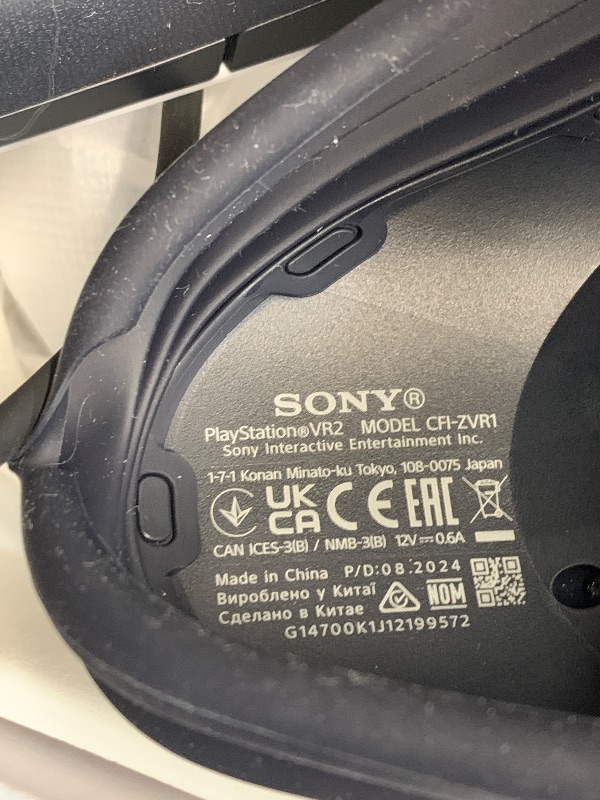 SONY®
PlayStation®VR2 MODEL CFI-ZVR1
Sony Interactive Entertainment Inc.
1-7-1 Konan Minato-ku Tokyo, 108-0075 Japan
UK CA CE EAC
CAN ICES-3(B) / NMB-3(B) 12V⎓0.6A
Made in China P/D:08.2024
Вироблено у Китаї
Сделано в Китае NOM
G14700K1J12199572